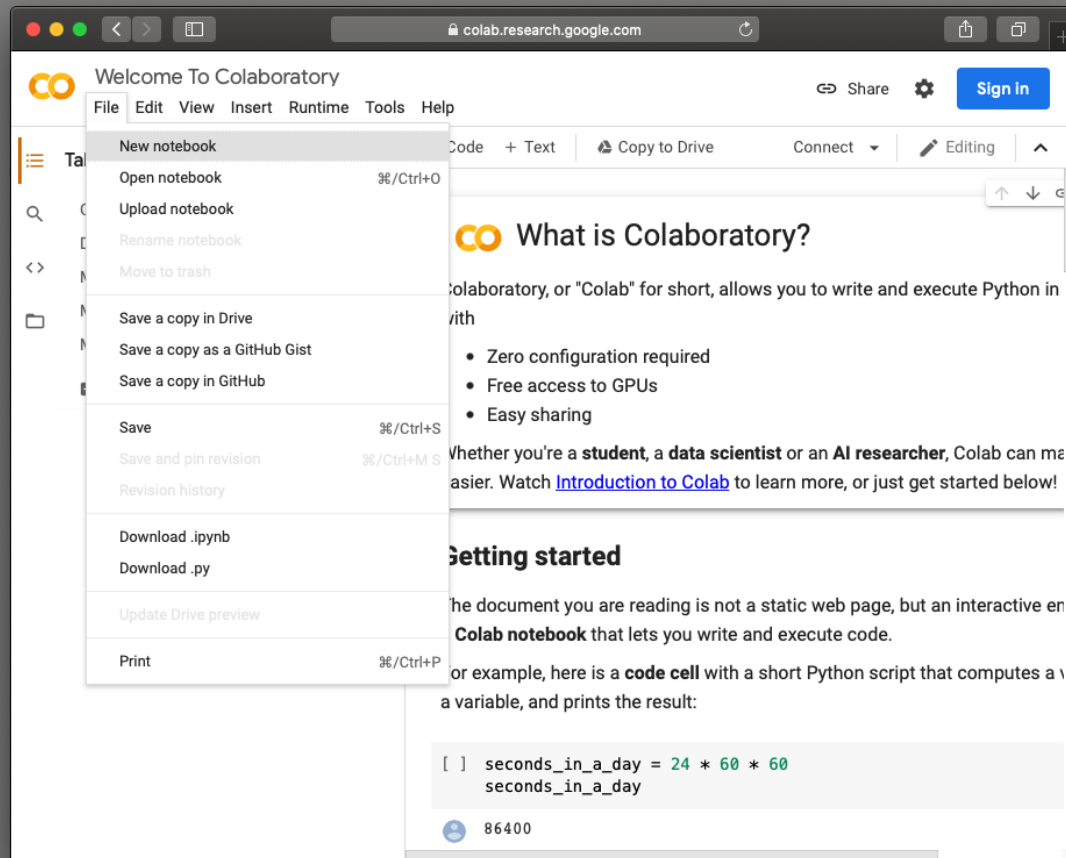 colab.research.google.com
Welcome To Colaboratory
Share
Sign in
File Edit View Insert Runtime Tools Help
Code + Text Copy to Drive Connect Editing
New notebook
Open notebook ⌘/Ctrl+O
Upload notebook
Rename notebook
Move to trash
Save a copy in Drive
Save a copy as a GitHub Gist
Save a copy in GitHub
Save ⌘/Ctrl+S
Save and pin revision ⌘/Ctrl+M S
Revision history
Download .ipynb
Download .py
Update Drive preview
Print ⌘/Ctrl+P
What is Colaboratory?
Colaboratory, or "Colab" for short, allows you to write and execute Python in
with
• Zero configuration required
• Free access to GPUs
• Easy sharing
Whether you're a student, a data scientist or an AI researcher, Colab can
easier. Watch Introduction to Colab to learn more, or just get started below!
Getting started
The document you are reading is not a static web page, but an interactive
Colab notebook that lets you write and execute code.
For example, here is a code cell with a short Python script that computes a
a variable, and prints the result:
[ ] seconds_in_a_day = 24 * 60 * 60
seconds_in_a_day
86400